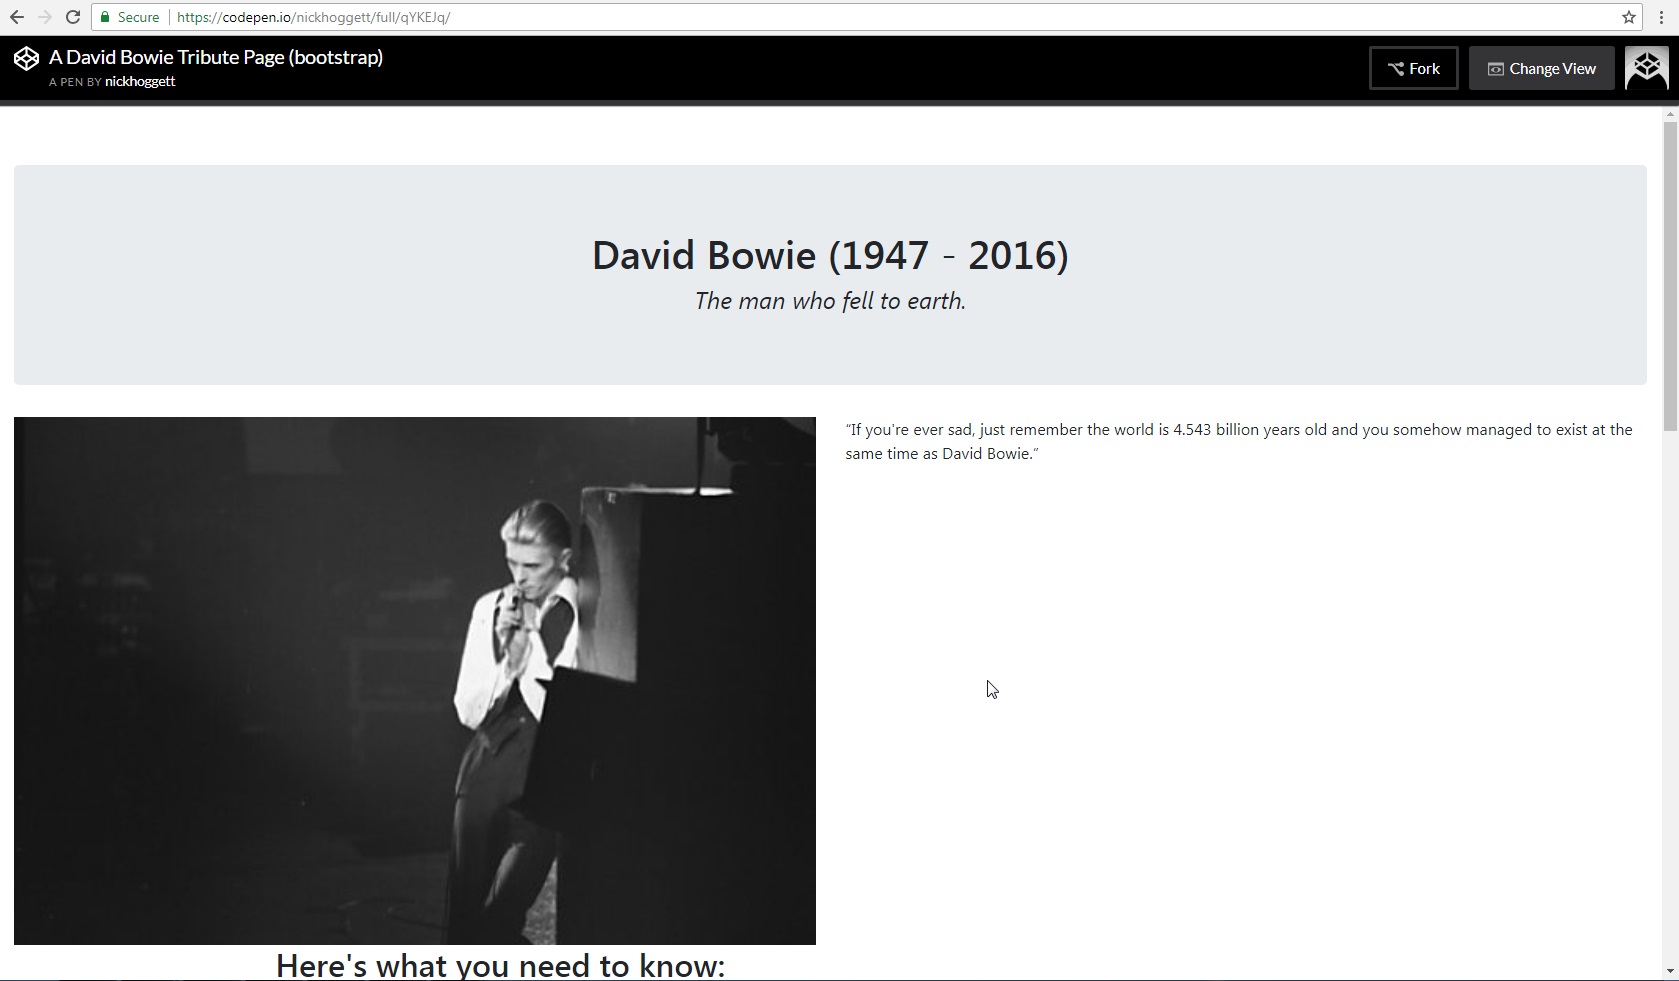 Secure
https://codepen.io/nickhoggett/full/qYKEJq/
A David Bowie Tribute Page (bootstrap)
A PEN BY nickhoggett
Fork
Change View
David Bowie (1947 - 2016)
The man who fell to earth.
“If you're ever sad, just remember the world is 4.543 billion years old and you somehow managed to exist at the
same time as David Bowie.”
Here's what you need to know: